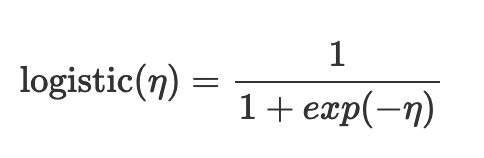 logistic(η) = 1 / (1 + exp(−η))